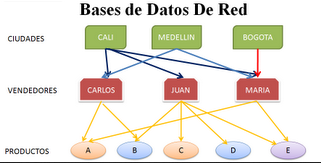 Bases de Datos De Red
CIUDADES
CALI
MEDELLIN
BOGOTA
VENDEDORES
CARLOS
JUAN
MARIA
PRODUCTOS
A
B
C
D
E